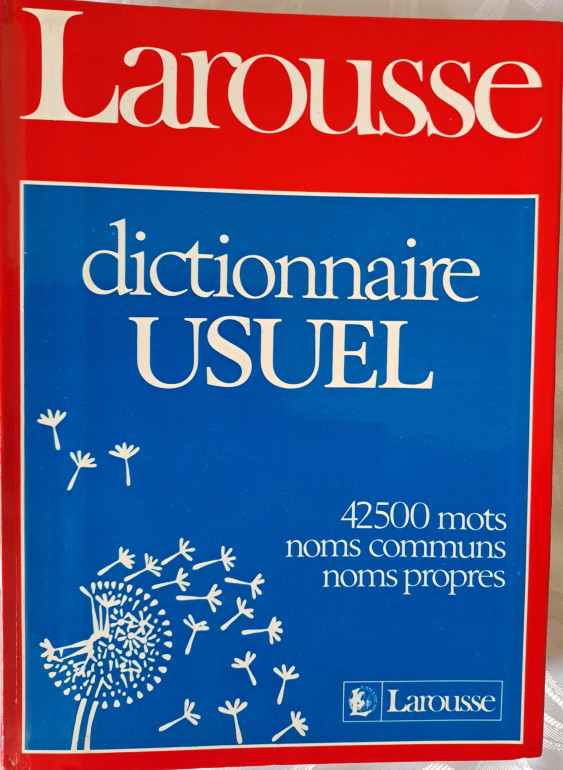 Larousse
dictionnaire
USUEL
42500 mots
noms communs
noms propres
Larousse